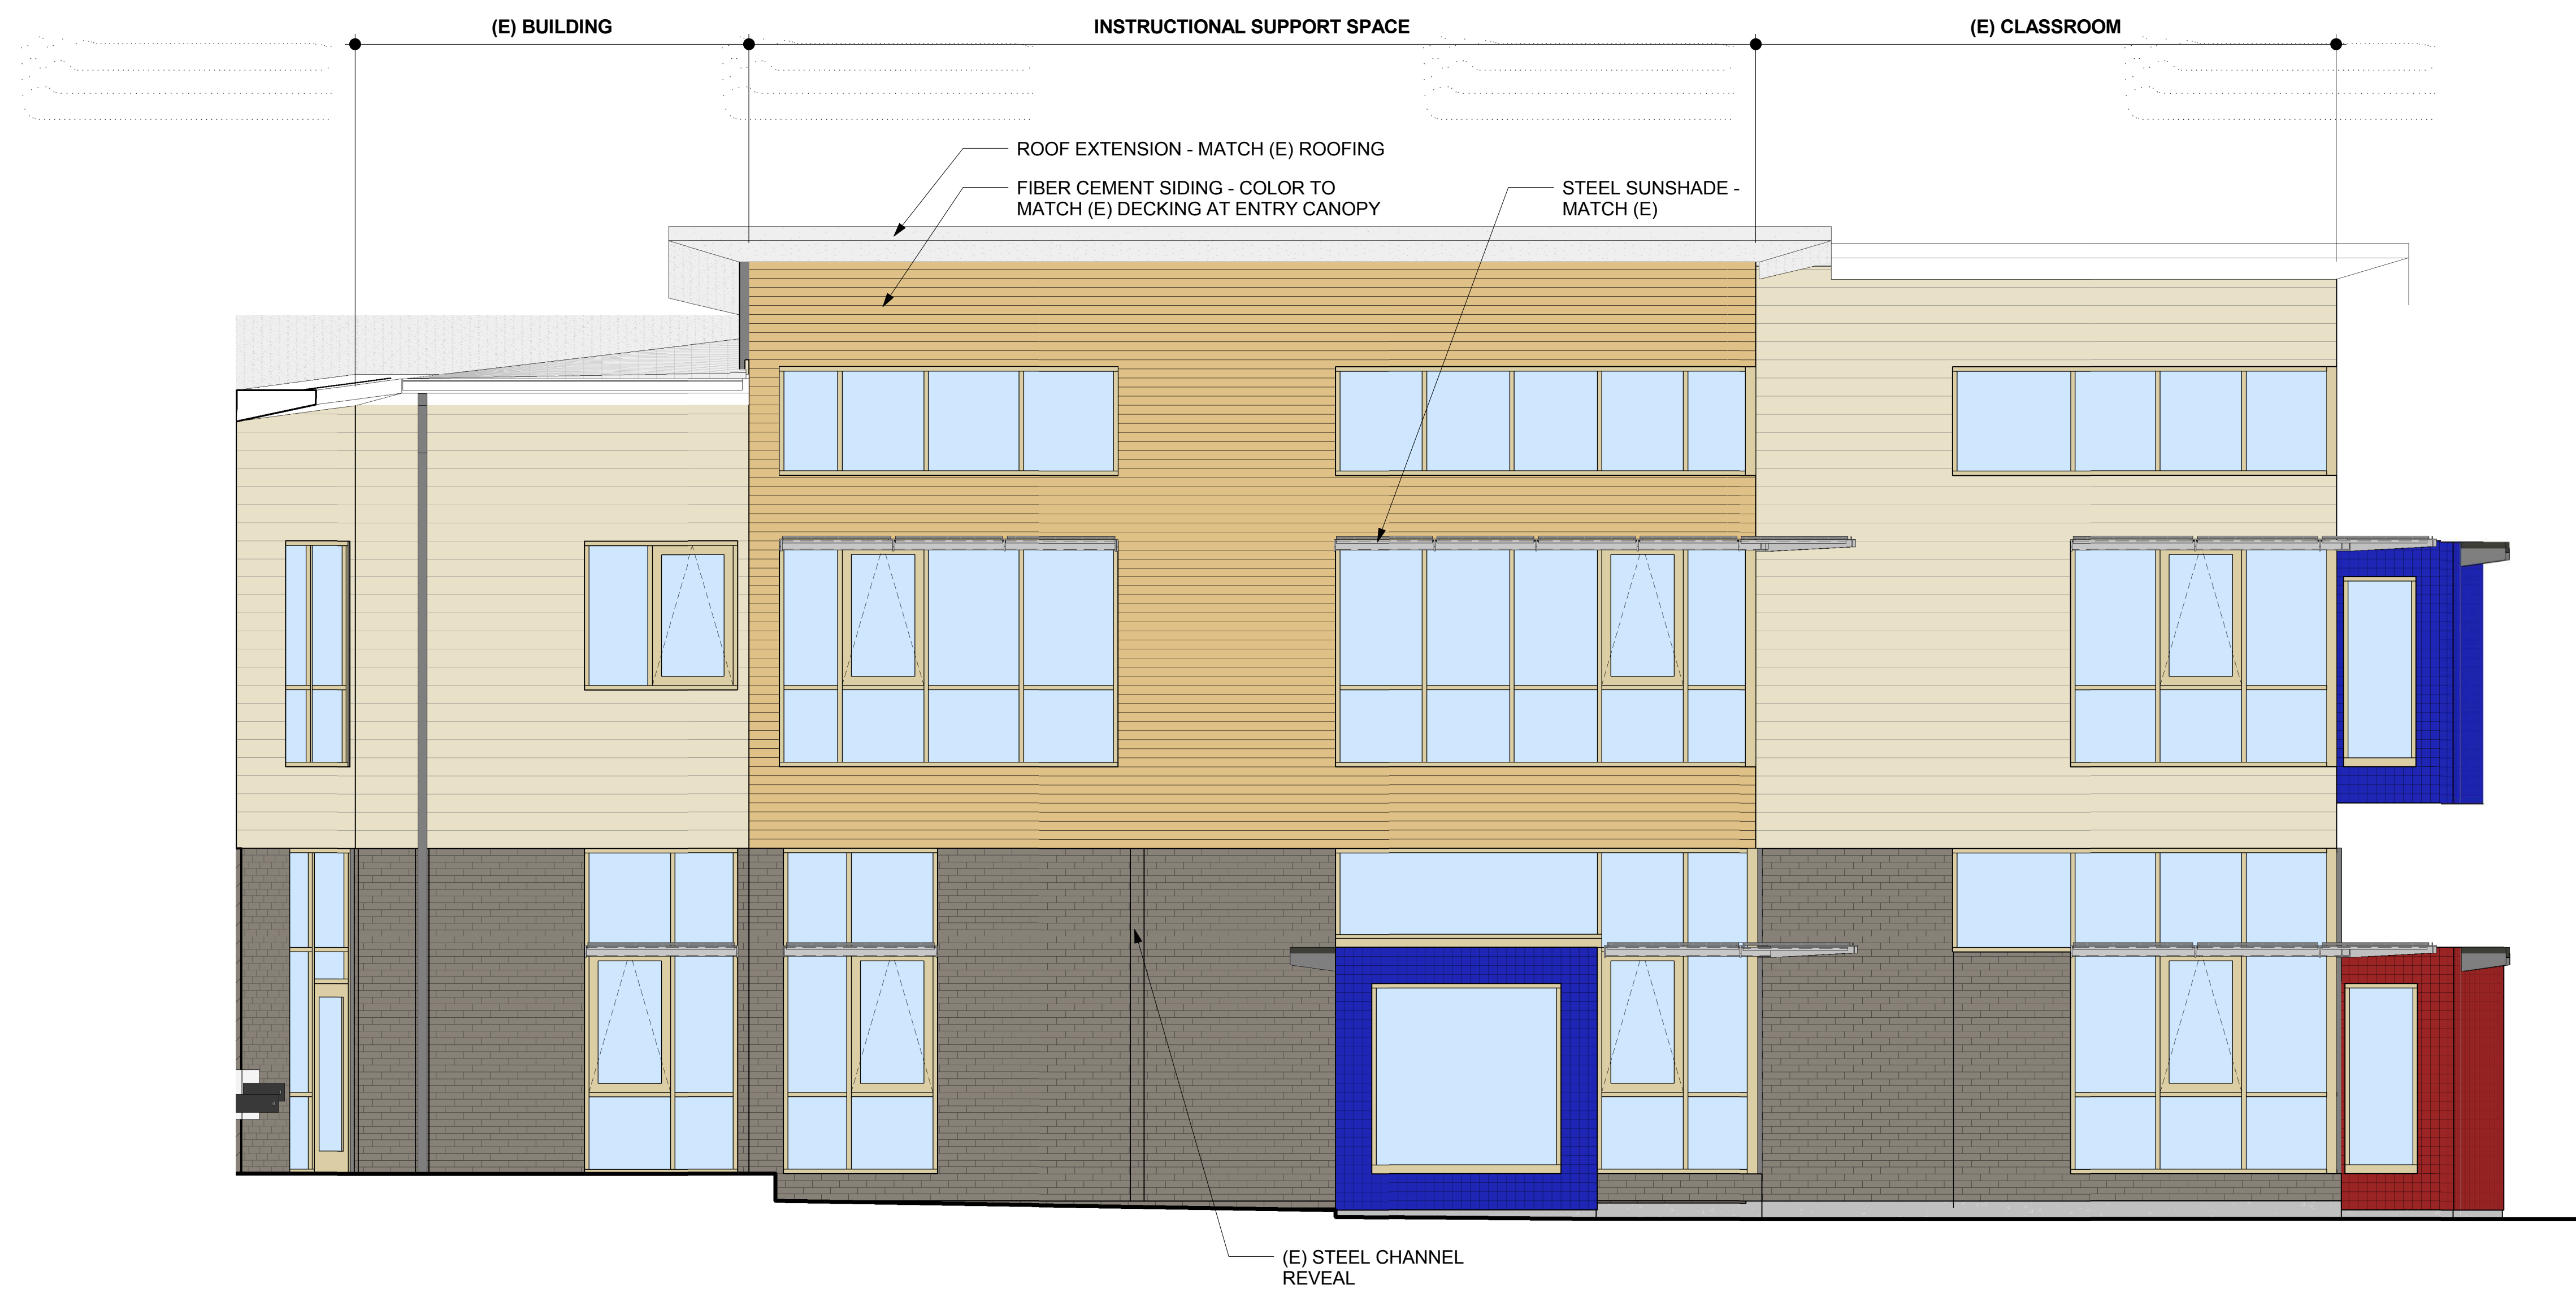 (E) BUILDING
INSTRUCTIONAL SUPPORT SPACE
(E) CLASSROOM
ROOF EXTENSION - MATCH (E) ROOFING
FIBER CEMENT SIDING - COLOR TO
MATCH (E) DECKING AT ENTRY CANOPY
STEEL SUNSHADE -
MATCH (E)
(E) STEEL CHANNEL
REVEAL